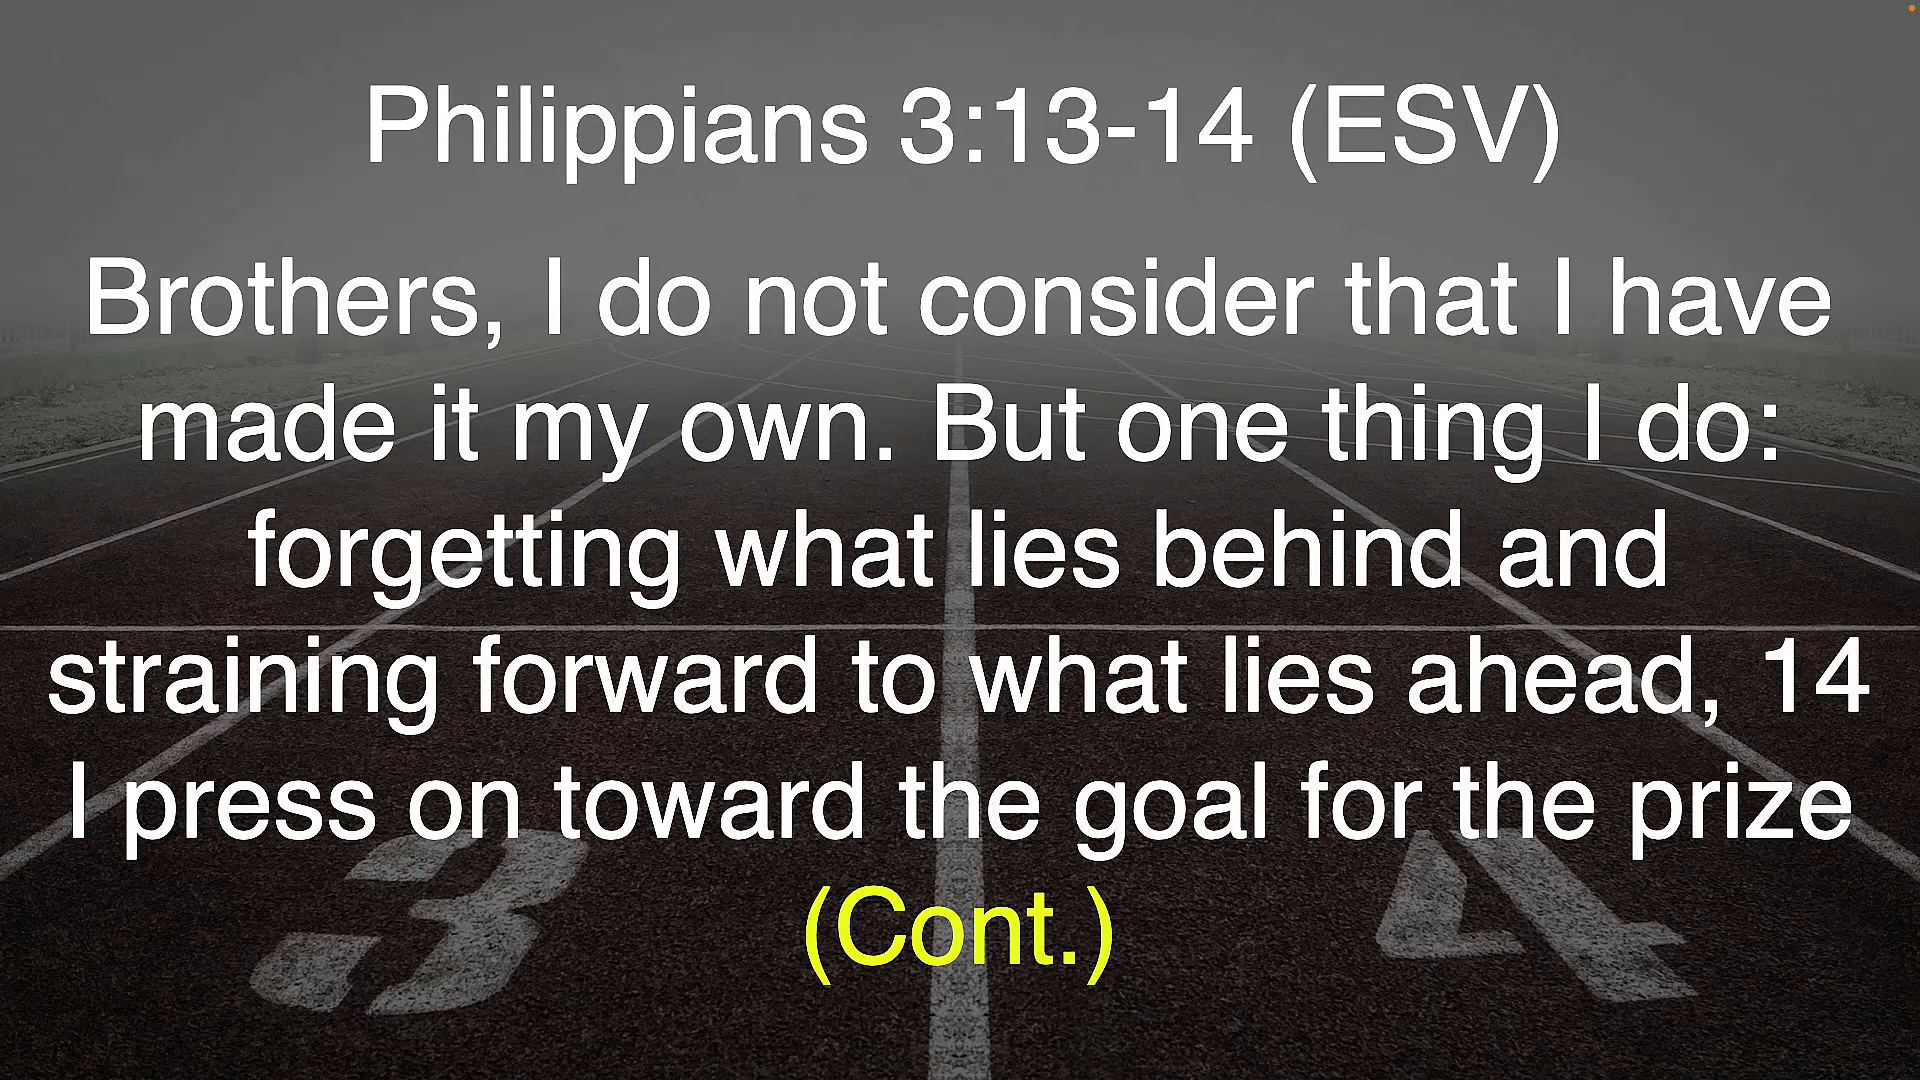 Philippians 3:13-14 (ESV)
Brothers, I do not consider that I have
made it my own. But one thing I do:
forgetting what lies behind and
straining forward to what lies ahead, 14
I press on toward the goal for the prize
(Cont.)
3 4